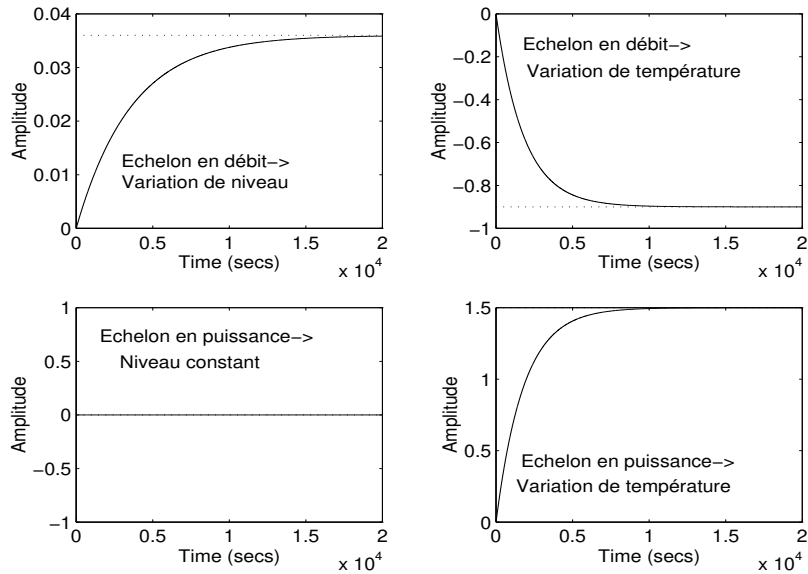 0.04
0.03
0.02
0.01
0
Amplitude
Echelon en débit−>
Variation de niveau
0
0.5
1
1.5
2
Time (secs)
x 10^4
0
−0.2
−0.4
−0.6
−0.8
−1
Amplitude
Echelon en débit−>
Variation de température
0
0.5
1
1.5
2
Time (secs)
x 10^4
1
0.5
0
−0.5
−1
Amplitude
Echelon en puissance−>
Niveau constant
0
0.5
1
1.5
2
Time (secs)
x 10^4
1.5
1
0.5
0
Amplitude
Echelon en puissance−>
Variation de température
0
0.5
1
1.5
2
Time (secs)
x 10^4